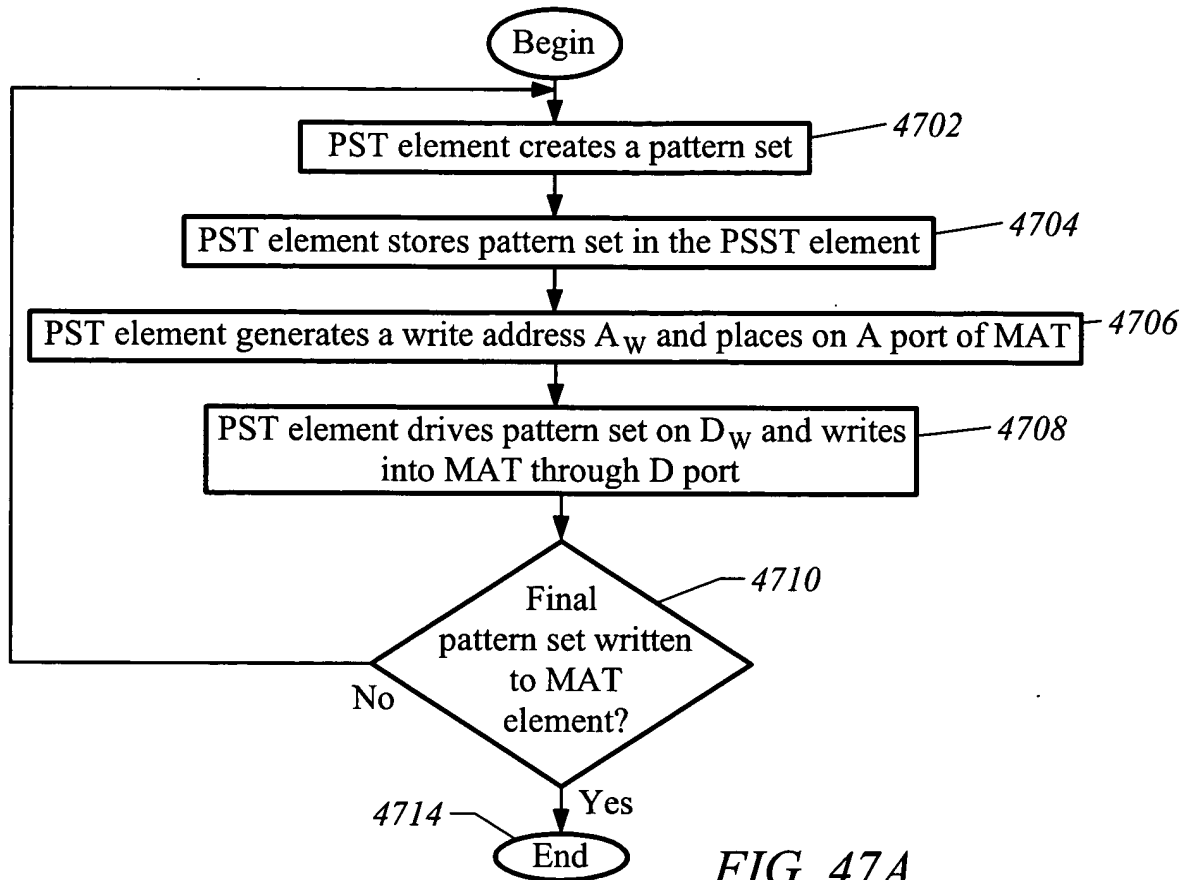 Begin
PST element creates a pattern set
4702
PST element stores pattern set in the PSST element
4704
PST element generates a write address AW and places on A port of MAT
4706
PST element drives pattern set on DW and writes
into MAT through D port
4708
Final
pattern set written
to MAT
element?
4710
No
Yes
4714
End
FIG. 47A